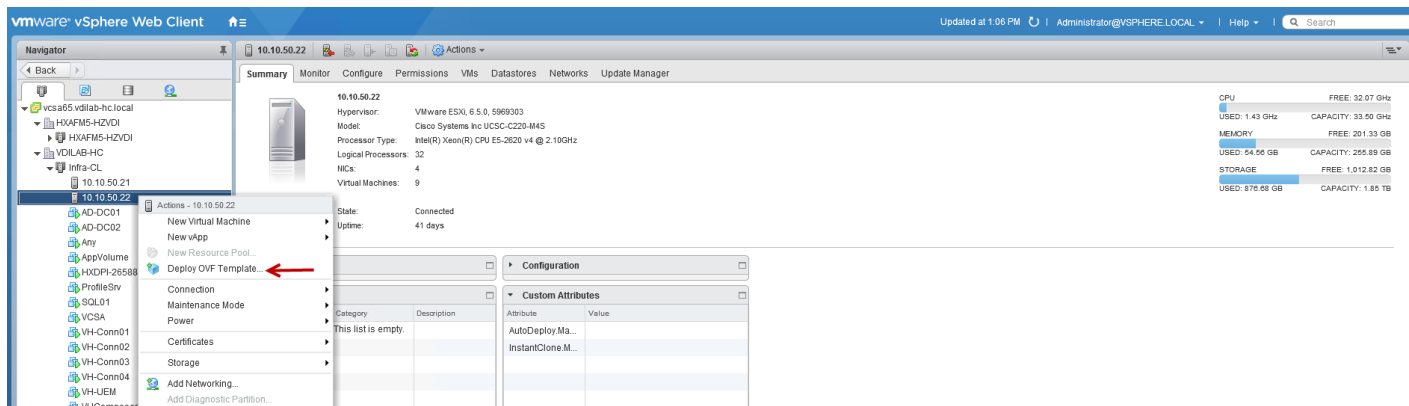 vmware® vSphere Web Client
Updated at 1:06 PM | Administrator@VSPHERE.LOCAL | Help | Search
Navigator
Back
vcsa65.vdilab-hc.local
HXAFM5-HZVDI
HXAFM5-HZVDI
VDILAB-HC
Infra-CL
10.10.50.21
10.10.50.22
AD-DC01
AD-DC02
Any
AppVolume
HXDPI-26588
ProfileSrv
SQL01
VCSA
VH-Conn01
VH-Conn02
VH-Conn03
VH-Conn04
VH-UEM
Actions - 10.10.50.22
New Virtual Machine
New vApp
New Resource Pool...
Deploy OVF Template...
Connection
Maintenance Mode
Power
Certificates
Storage
Add Networking...
Add Diagnostic Partition...
10.10.50.22 Actions
Summary Monitor Configure Permissions VMs Datastores Networks Update Manager
10.10.50.22
Hypervisor: VMware ESXi, 6.5.0, 5969303
Model: Cisco Systems Inc UCSC-C220-M4S
Processor Type: Intel(R) Xeon(R) CPU E5-2620 v4 @ 2.10GHz
Logical Processors: 32
NICs: 4
Virtual Machines: 9
State: Connected
Uptime: 41 days
CPU FREE: 32.07 GHz
USED: 1.43 GHz CAPACITY: 33.50 GHz
MEMORY FREE: 201.33 GB
USED: 54.56 GB CAPACITY: 255.89 GB
STORAGE FREE: 1,012.82 GB
USED: 876.68 GB CAPACITY: 1.85 TB
Category Description
This list is empty.
Configuration
Custom Attributes
Attribute Value
AutoDeploy.Ma...
InstantClone.M...